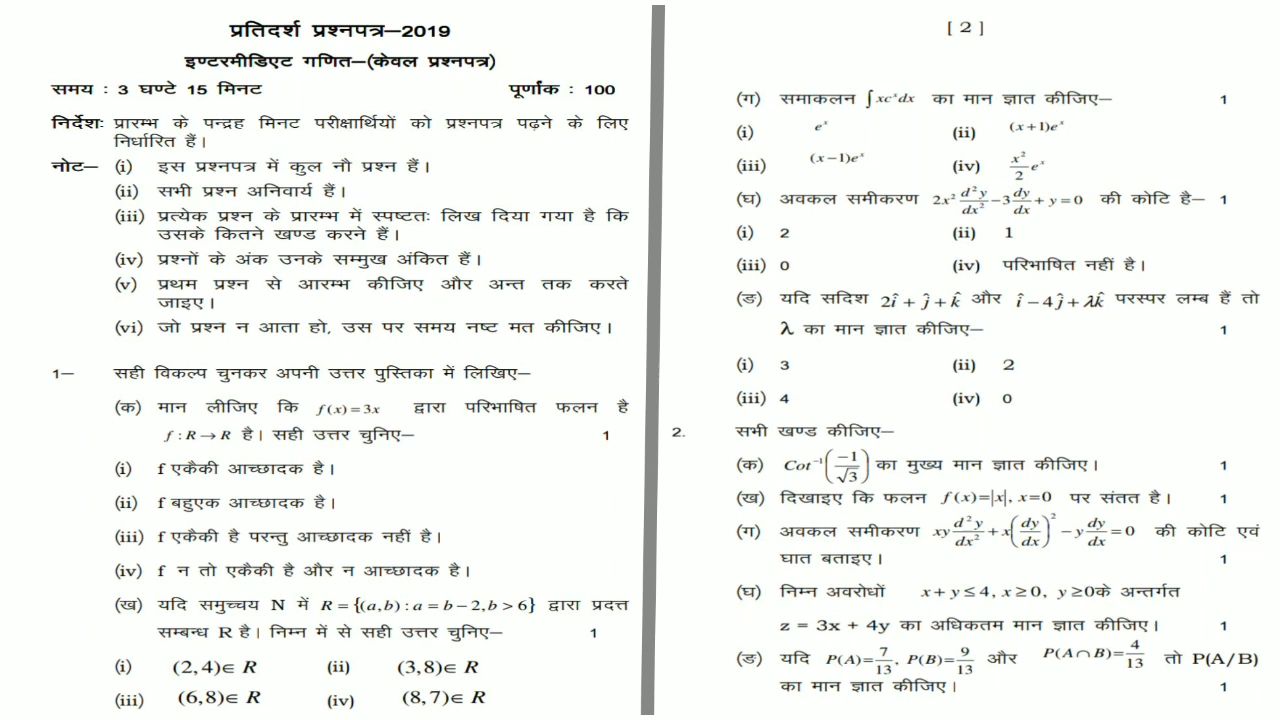 प्रतिदर्श प्रश्नपत्र–2019
इण्टरमीडिएट गणित–(केवल प्रश्नपत्र)
समय : 3 घण्टे 15 मिनट पूर्णांक : 100
निर्देशः प्रारम्भ के पन्द्रह मिनट परीक्षार्थियों को प्रश्नपत्र पढ़ने के लिए
निर्धारित हैं।
नोट– (i) इस प्रश्नपत्र में कुल नौ प्रश्न हैं।
(ii) सभी प्रश्न अनिवार्य हैं।
(iii) प्रत्येक प्रश्न के प्रारम्भ में स्पष्टतः लिख दिया गया है कि
उसके कितने खण्ड करने हैं।
(iv) प्रश्नों के अंक उनके सम्मुख अंकित हैं।
(v) प्रथम प्रश्न से आरम्भ कीजिए और अन्त तक करते
जाइए।
(vi) जो प्रश्न न आता हो, उस पर समय नष्ट मत कीजिए।
1– सही विकल्प चुनकर अपनी उत्तर पुस्तिका में लिखिए–
(क) मान लीजिए कि f(x)=3x द्वारा परिभाषित फलन है
f:R→R है। सही उत्तर चुनिए– 1
(i) f एकैकी आच्छादक है।
(ii) f बहुएक आच्छादक है।
(iii) f एकैकी है परन्तु आच्छादक नहीं है।
(iv) f न तो एकैकी है और न आच्छादक है।
(ख) यदि समुच्चय N में R={(a,b):a=b−2,b>6} द्वारा प्रदत्त
सम्बन्ध R है। निम्न में से सही उत्तर चुनिए– 1
(i) (2,4)∈ R (ii) (3,8)∈ R
(iii) (6,8)∈ R (iv) (8,7)∈ R
[ 2 ]
(ग) समाकलन ∫xcˣdx का मान ज्ञात कीजिए– 1
(i) eˣ (ii) (x+1)eˣ
(iii) (x−1)eˣ (iv) x²/2 eˣ
(घ) अवकल समीकरण 2x² d²y/dx² −3 dy/dx + y=0 की कोटि है– 1
(i) 2 (ii) 1
(iii) 0 (iv) परिभाषित नहीं है।
(ङ) यदि सदिश 2î+ĵ+k̂ और î−4ĵ+λk̂ परस्पर लम्ब हैं तो
λ का मान ज्ञात कीजिए– 1
(i) 3 (ii) 2
(iii) 4 (iv) 0
2. सभी खण्ड कीजिए–
(क) Cot⁻¹(−1/√3) का मुख्य मान ज्ञात कीजिए। 1
(ख) दिखाइए कि फलन f(x)=|x|, x=0 पर संतत है। 1
(ग) अवकल समीकरण xy d²y/dx² + x(dy/dx)² − y dy/dx =0 की कोटि एवं
घात बताइए। 1
(घ) निम्न अवरोधों x+y≤4, x≥0, y≥0के अन्तर्गत
z = 3x + 4y का अधिकतम मान ज्ञात कीजिए। 1
(ङ) यदि P(A)=7/13, P(B)=9/13 और P(A∩B)=4/13 तो P(A/B)
का मान ज्ञात कीजिए। 1